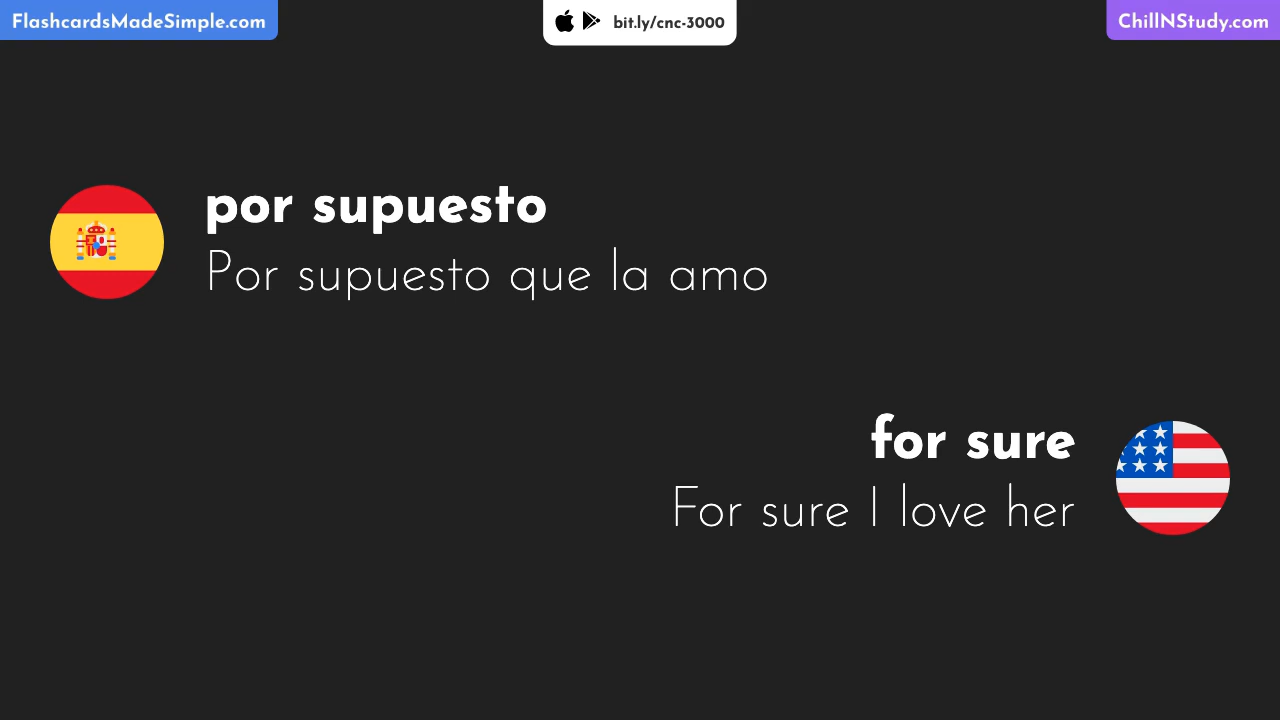 FlashcardsMadeSimple.com
bit.ly/cnc-3000
ChillNStudy.com
por supuesto
Por supuesto que la amo
for sure
For sure I love her